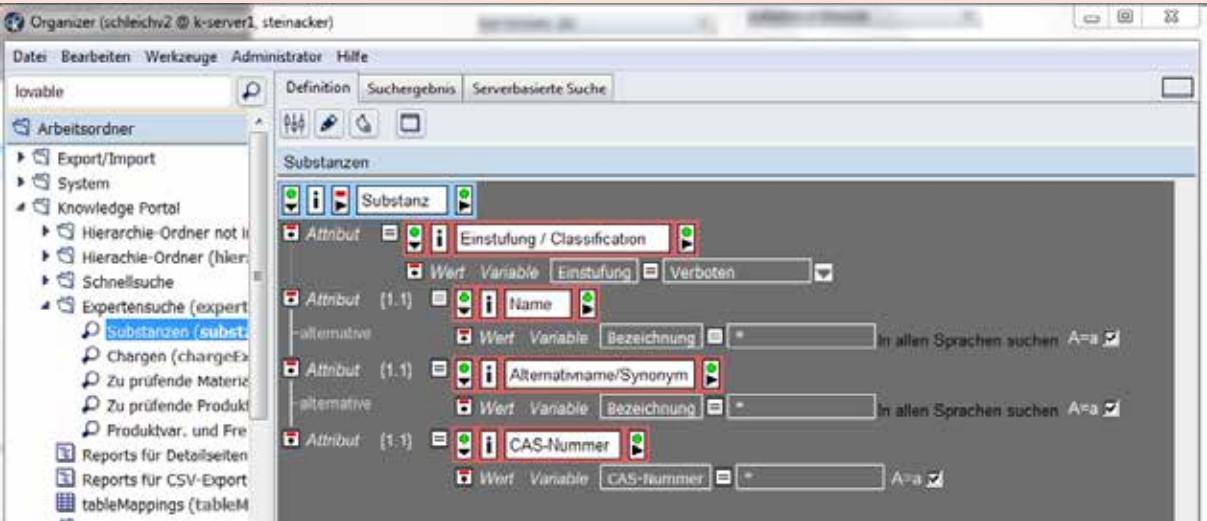 Organizer (schleichv2 @ k-server1, steinacker)
Datei Bearbeiten Werkzeuge Administrator Hilfe
lovable
Definition Suchergebnis Serverbasierte Suche
Arbeitsordner
Export/Import
System
Knowledge Portal
Hierarchie-Ordner not i
Hierachie-Ordner (hier
Schnellsuche
Expertensuche (expert
Substanzen (subst
Chargen (chargeEx
Zu prüfende Materia
Zu prüfende Produkt
Produktvar. und Fre
Reports für Detailseiten
Reports für CSV-Export
tableMappings (tableM
Substanzen
i Substanz
Attribut = i Einstufung / Classification
Wert Variable Einstufung = Verboten
Attribut (1.1) = i Name
alternative Wert Variable Bezeichnung = * In allen Sprachen suchen A=a
Attribut (1.1) = i Alternativname/Synonym
alternative Wert Variable Bezeichnung = * In allen Sprachen suchen A=a
Attribut (1.1) = i CAS-Nummer
Wert Variable CAS-Nummer = * A=a